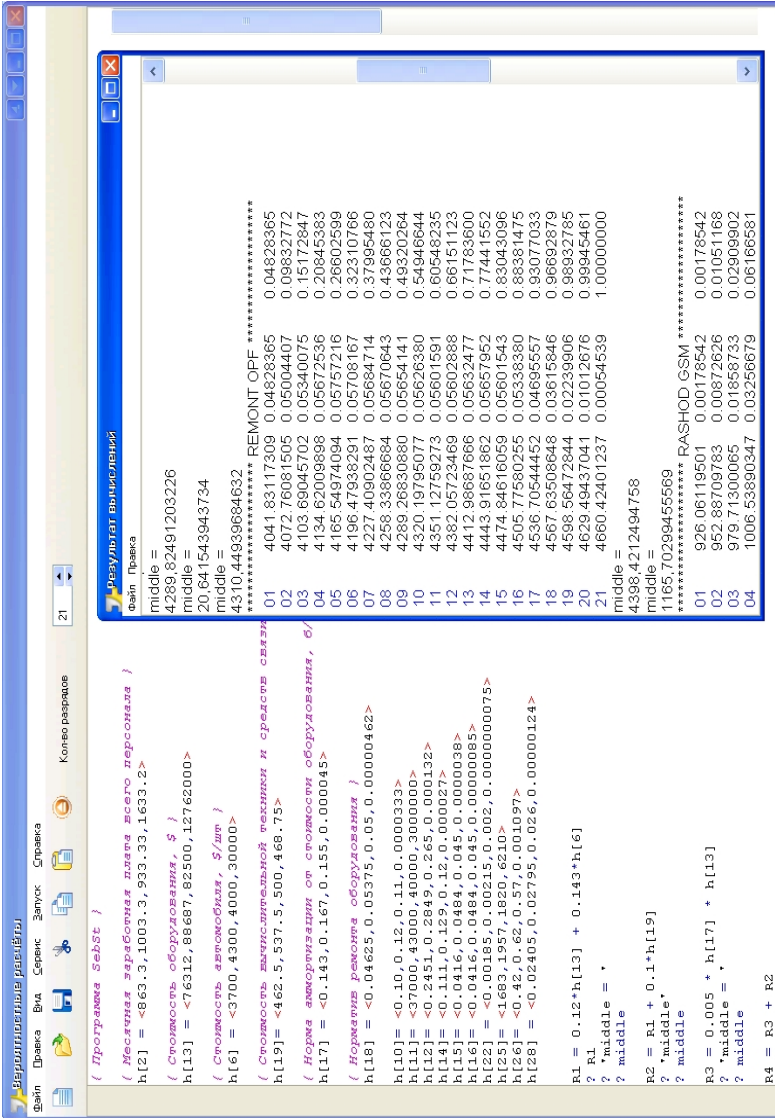 Вероятностные расчёты
Файл Правка Вид Сервис Запуск Справка
Кол-во разрядов 21
{ Программа SebSt }
{ Месячная заработная плата всего персонала }
h[2] = <863.3,1003.3,933.33,1633.2>
{ Стоимость оборудования, $ }
h[13] = <76312,88687,82500,12762000>
{ Стоимость автомобиля, $/шт }
h[6] = <3700,4300,4000,30000>
{ Стоимость вычислительной техники и средств связи
h[19]= <462.5,537.5,500,468.75>
{ Норма аммортизации от стоимости оборудования, б/
h[17] = <0.143,0.167,0.155,0.000045>
{ Норматив ремонта оборудования }
h[18] = <0.04625,0.05375,0.05,0.00000462>
h[10]= <0.10,0.12,0.11,0.0000333>
h[11]= <37000,43000,40000,3000000>
h[12]= <0.2451,0.2849,0.265,0.000132>
h[14]= <0.111,0.129,0.12,0.000027>
h[15]= <0.0416,0.0484,0.045,0.0000038>
h[16]= <0.0416,0.0484,0.045,0.00000085>
h[22] = <0.00185,0.00215,0.002,0.0000000075>
h[25]= <1683,1957,1820,6210>
h[26]= <0.42,0.62,0.57,0.001097>
h[28] = <0.02405,0.02795,0.026,0.00000124>
R1 = 0.12*h[13] + 0.143*h[6]
? R1
? "middle = "
? middle
R2 = R1 + 0.1*h[19]
? "middle"
? middle
R3 = 0.005 * h[17] * h[13]
? "middle = "
? middle
R4 = R3 + R2
Результат вычислений
Файл Правка
middle =
4289,82491203226
middle =
20,641543943734
middle =
4310,44939684632
******************** REMONT OPF ********************
01 4041.83117309 0.04828365 0.04828365
02 4072.76081505 0.05004407 0.09832772
03 4103.69045702 0.05340075 0.15172847
04 4134.62009898 0.05672536 0.20845383
05 4165.54974094 0.05757216 0.26602599
06 4196.47938291 0.05708167 0.32310766
07 4227.40902487 0.05684714 0.37995480
08 4258.33866684 0.05670643 0.43666123
09 4289.26830880 0.05654141 0.49320264
10 4320.19795077 0.05626380 0.54946644
11 4351.12759273 0.05601591 0.60548235
12 4382.05723469 0.05602888 0.66151123
13 4412.98687666 0.05632477 0.71783600
14 4443.91651862 0.05657952 0.77441552
15 4474.84616059 0.05601543 0.83043096
16 4505.77580255 0.05338380 0.88381475
17 4536.70544452 0.04695557 0.93077033
18 4567.63508648 0.03615846 0.96692879
19 4598.56472844 0.02239906 0.98932785
20 4629.49437041 0.01012676 0.99945461
21 4660.42401237 0.00054539 1.00000000
middle =
4398,4212494758
middle =
1165,70299455569
******************** RASHOD GSM ********************
01 926.06119501 0.00178542 0.00178542
02 952.88709783 0.00872626 0.01051168
03 979.71300065 0.01858733 0.02909902
04 1006.53890347 0.03256679 0.06166581